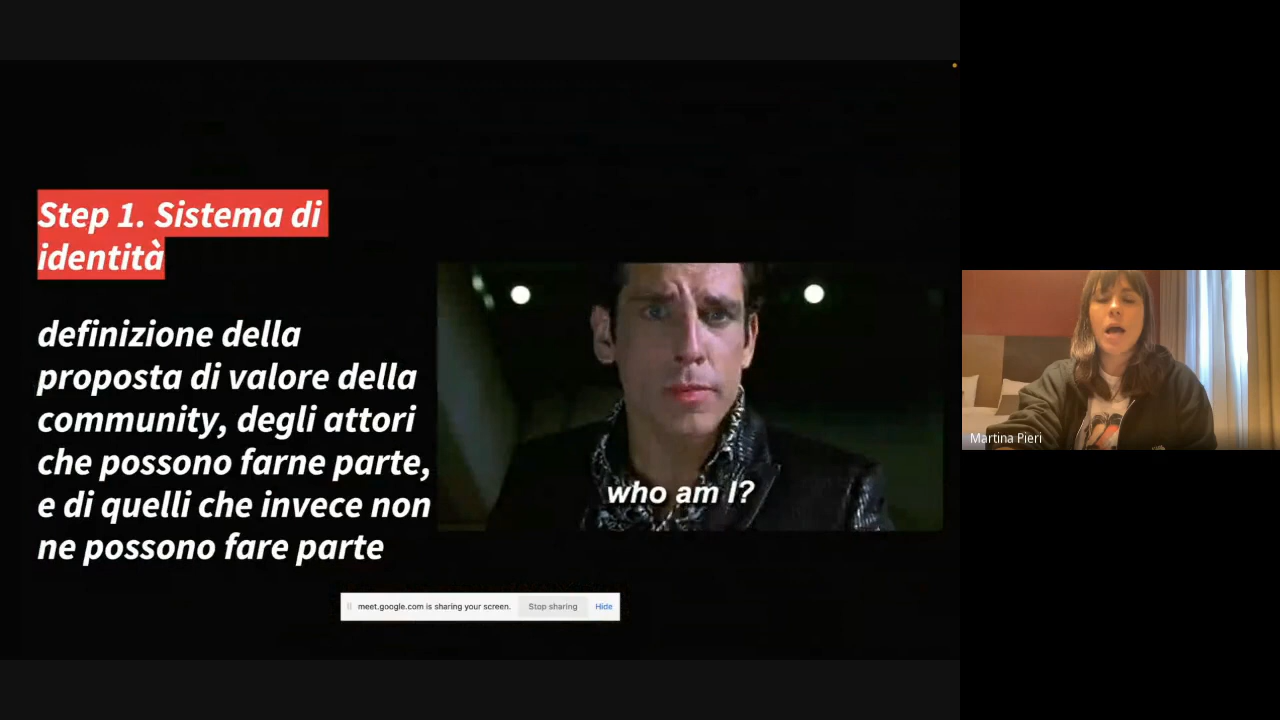 Step 1. Sistema di
identità
definizione della
proposta di valore della
community, degli attori
che possono farne parte,
e di quelli che invece non
ne possono fare parte
who am I?
meet.google.com is sharing your screen. Stop sharing Hide
Martina Pieri